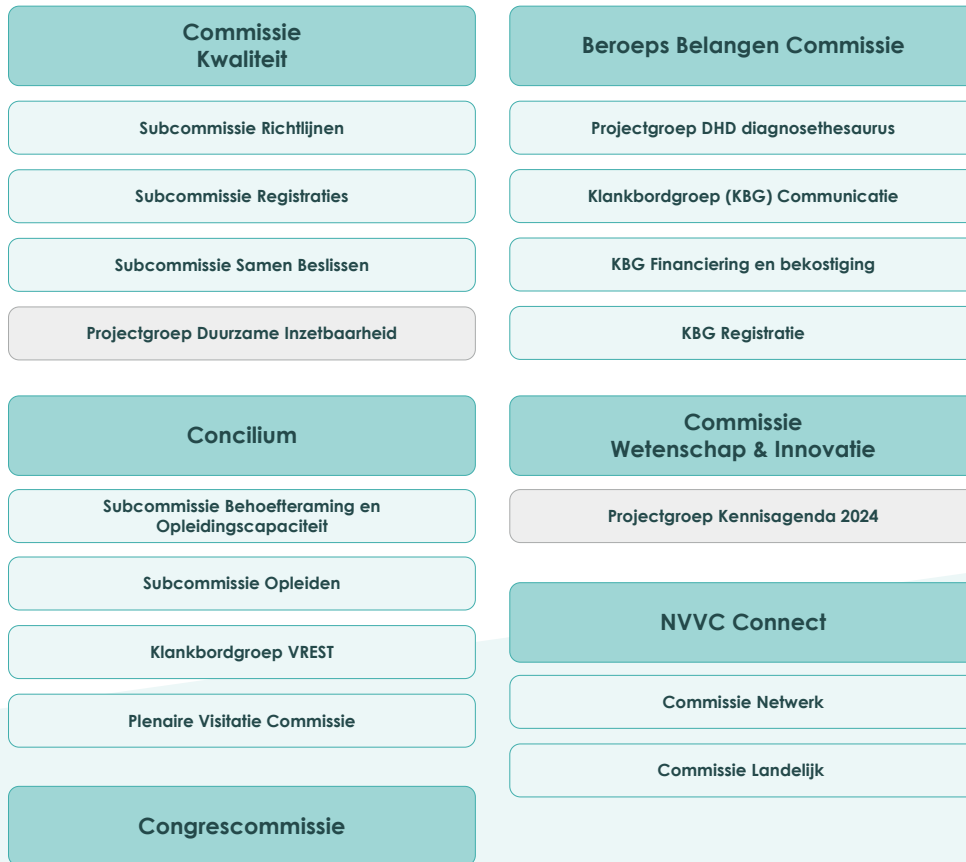 Commissie
Kwaliteit
Subcommissie Richtlijnen
Subcommissie Registraties
Subcommissie Samen Beslissen
Projectgroep Duurzame Inzetbaarheid
Beroeps Belangen Commissie
Projectgroep DHD diagnosethesaurus
Klankbordgroep (KBG) Communicatie
KBG Financiering en bekostiging
KBG Registratie
Concilium
Subcommissie Behoefteraming en
Opleidingscapaciteit
Subcommissie Opleiden
Klankbordgroep VREST
Plenaire Visitatie Commissie
Commissie
Wetenschap & Innovatie
Projectgroep Kennisagenda 2024
NVVC Connect
Commissie Netwerk
Commissie Landelijk
Congrescommissie